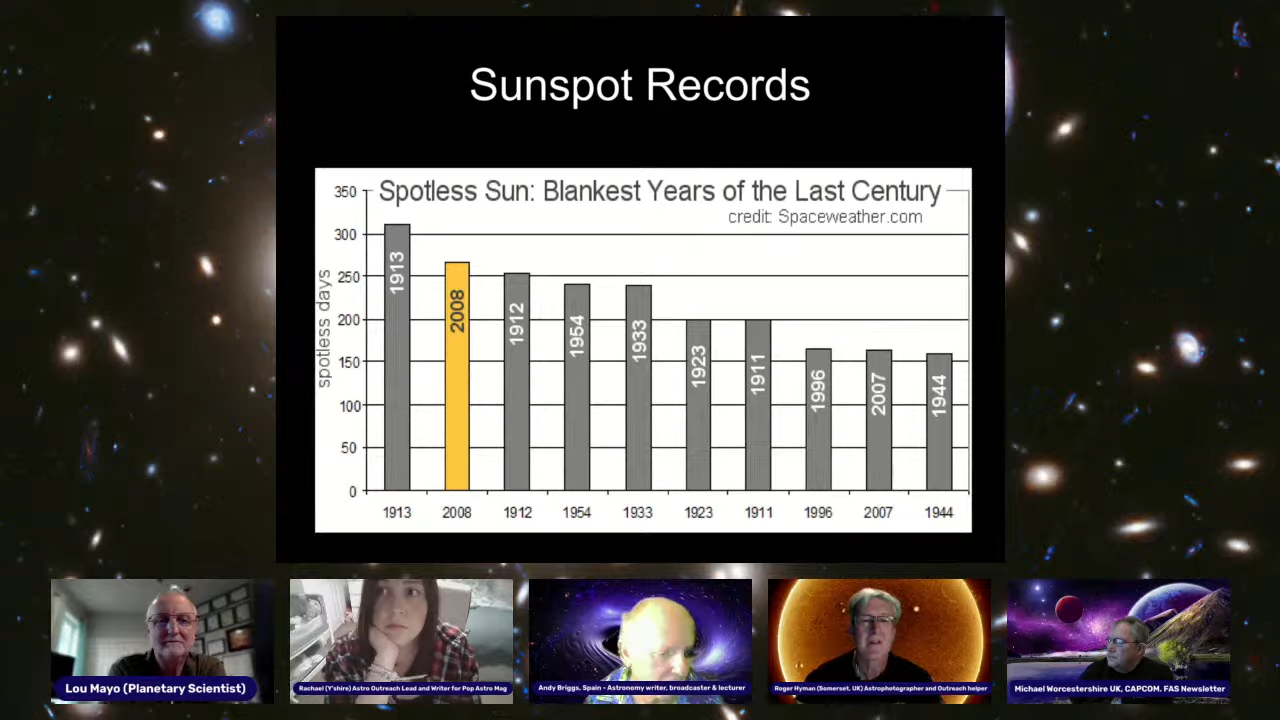 Sunspot Records
Spotless Sun: Blankest Years of the Last Century
credit: Spaceweather.com
spotless days
350
300
250
200
150
100
50
0
1913
2008
1912
1954
1933
1923
1911
1996
2007
1944
1913 2008 1912 1954 1933 1923 1911 1996 2007 1944
Lou Mayo (Planetary Scientist)
Rachael (Y'shire) Astro Outreach Lead and Writer for Pop Astro Mag
Andy Briggs, Spain - Astronomy writer, broadcaster & lecturer
Roger Hyman (Somerset, UK) Astrophotographer and Outreach helper
Michael Worcestershire UK, CAPCOM. FAS Newsletter